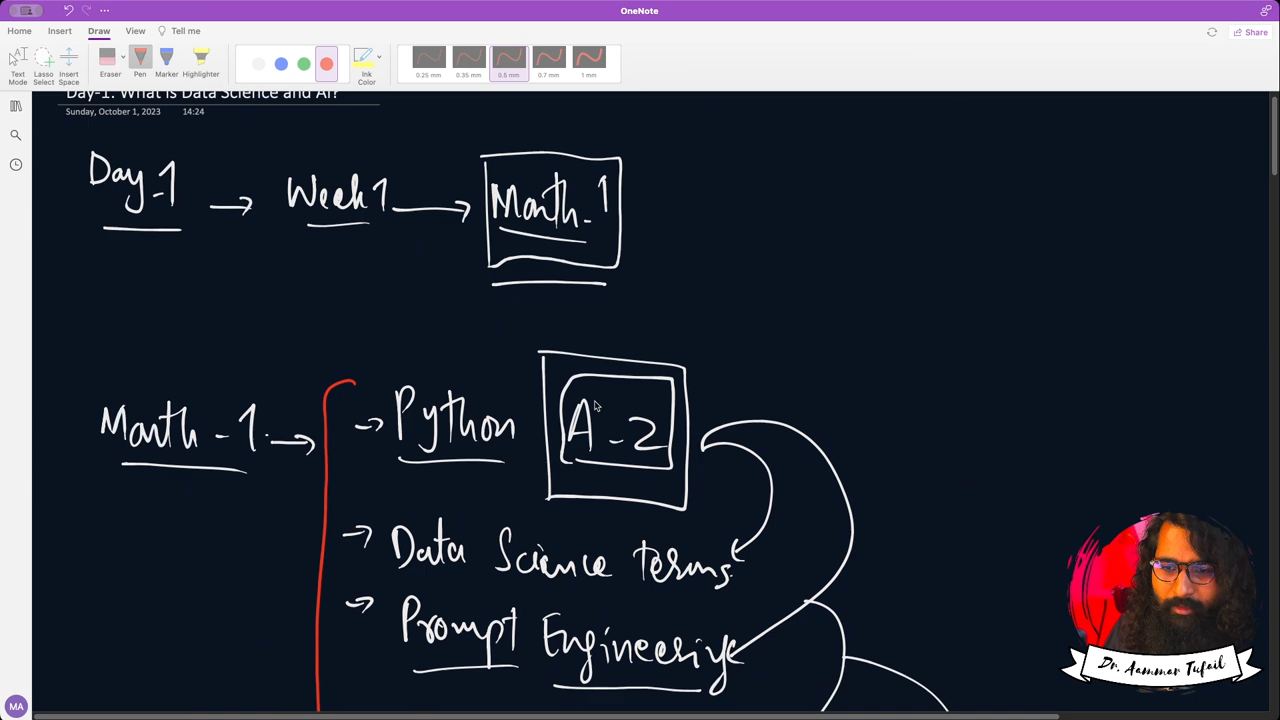 OneNote
Home Insert Draw View Tell me
Share
Text Mode
Lasso Select
Insert Space
Eraser
Pen
Marker
Highlighter
Ink Color
0.25 mm
0.35 mm
0.5 mm
0.7 mm
1 mm
Day-1: What is Data Science and AI?
Sunday, October 1, 2023 14:24
Day-1 → Week 1 → Month-1
Month-1. → → Python A-2
→ Data Science terms.
→ Prompt Engineering
MA
Dr. Aammar Tufail